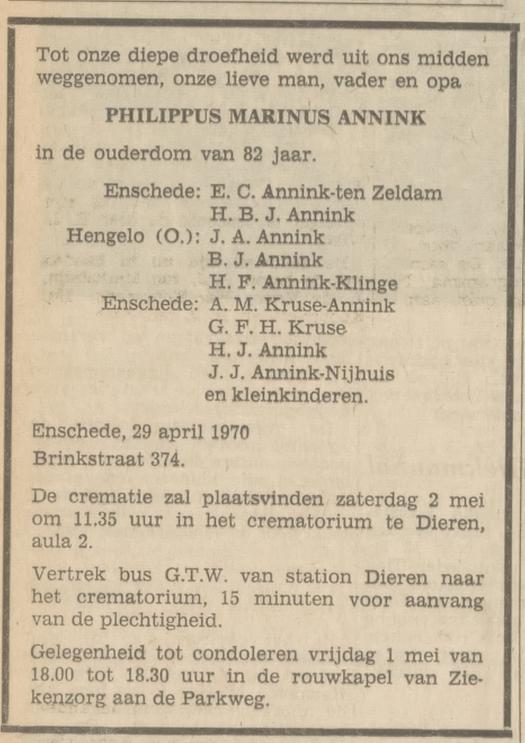 Tot onze diepe droefheid werd uit ons midden
weggenomen, onze lieve man, vader en opa
PHILIPPUS MARINUS ANNINK
in de ouderdom van 82 jaar.
Enschede: E. C. Annink-ten Zeldam
H. B. J. Annink
Hengelo (O.): J. A. Annink
B. J. Annink
H. F. Annink-Klinge
Enschede: A. M. Kruse-Annink
G. F. H. Kruse
H. J. Annink
J. J. Annink-Nijhuis
en kleinkinderen.
Enschede, 29 april 1970
Brinkstraat 374.
De crematie zal plaatsvinden zaterdag 2 mei
om 11.35 uur in het crematorium te Dieren,
aula 2.
Vertrek bus G.T.W. van station Dieren naar
het crematorium, 15 minuten voor aanvang
van de plechtigheid.
Gelegenheid tot condoleren vrijdag 1 mei van
18.00 tot 18.30 uur in de rouwkapel van Zie-
kenzorg aan de Parkweg.